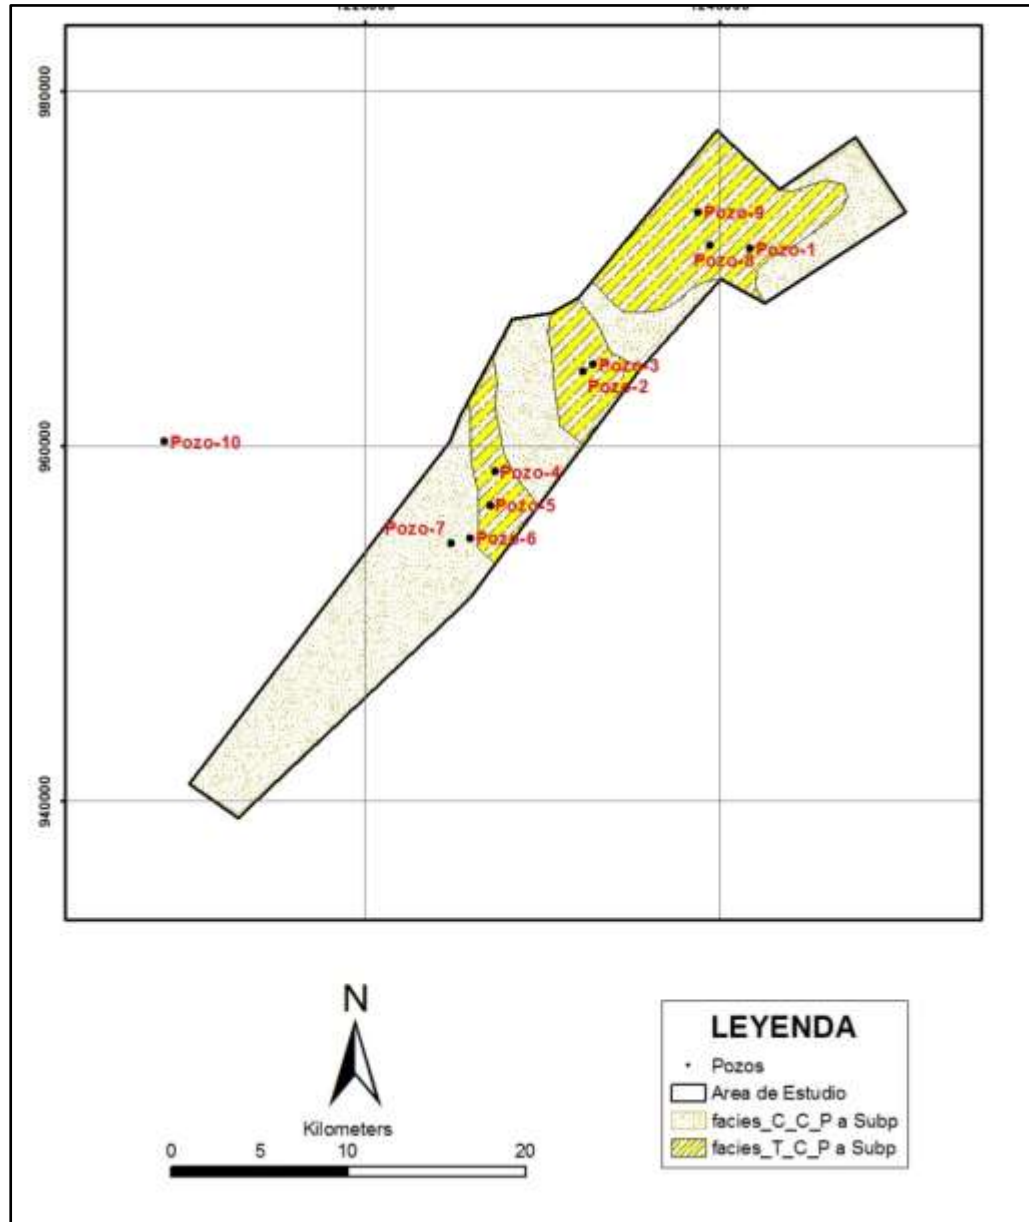 980000
Pozo-9
Pozo-8
Pozo-1
Pozo-3
Pozo-2
960000
Pozo-10
Pozo-4
Pozo-5
Pozo-7
Pozo-6
940000
N
Kilometers
0 5 10 20
LEYENDA
Pozos
Area de Estudio
facies_C_C_P a Subp
facies_T_C_P a Subp